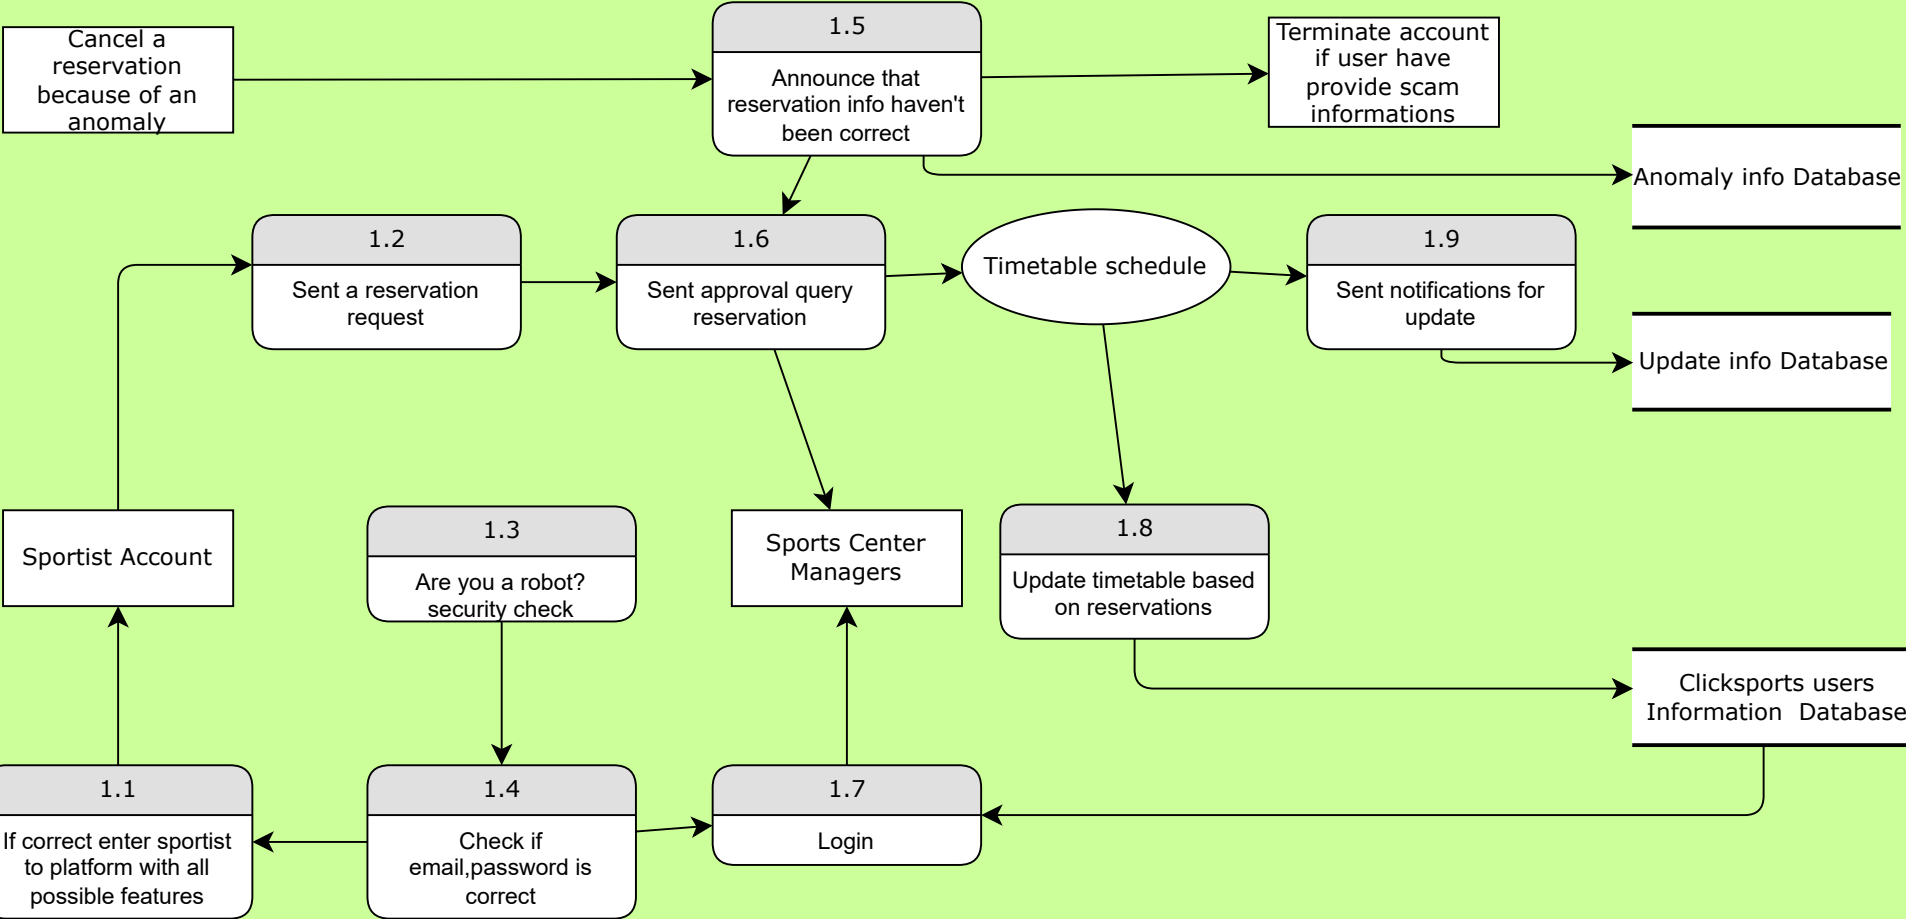 Cancel a
reservation
because of an
anomaly
1.5
Announce that
reservation info haven't
been correct
Terminate account
if user have
provide scam
informations
Anomaly info Database
1.2
Sent a reservation
request
1.6
Sent approval query
reservation
Timetable schedule
1.9
Sent notifications for
update
Update info Database
Sportist Account
1.3
Are you a robot?
security check
Sports Center
Managers
1.8
Update timetable based
on reservations
Clicksports users
Information  Database
1.1
If correct enter sportist
to platform with all
possible features
1.4
Check if
email,password is
correct
1.7
Login